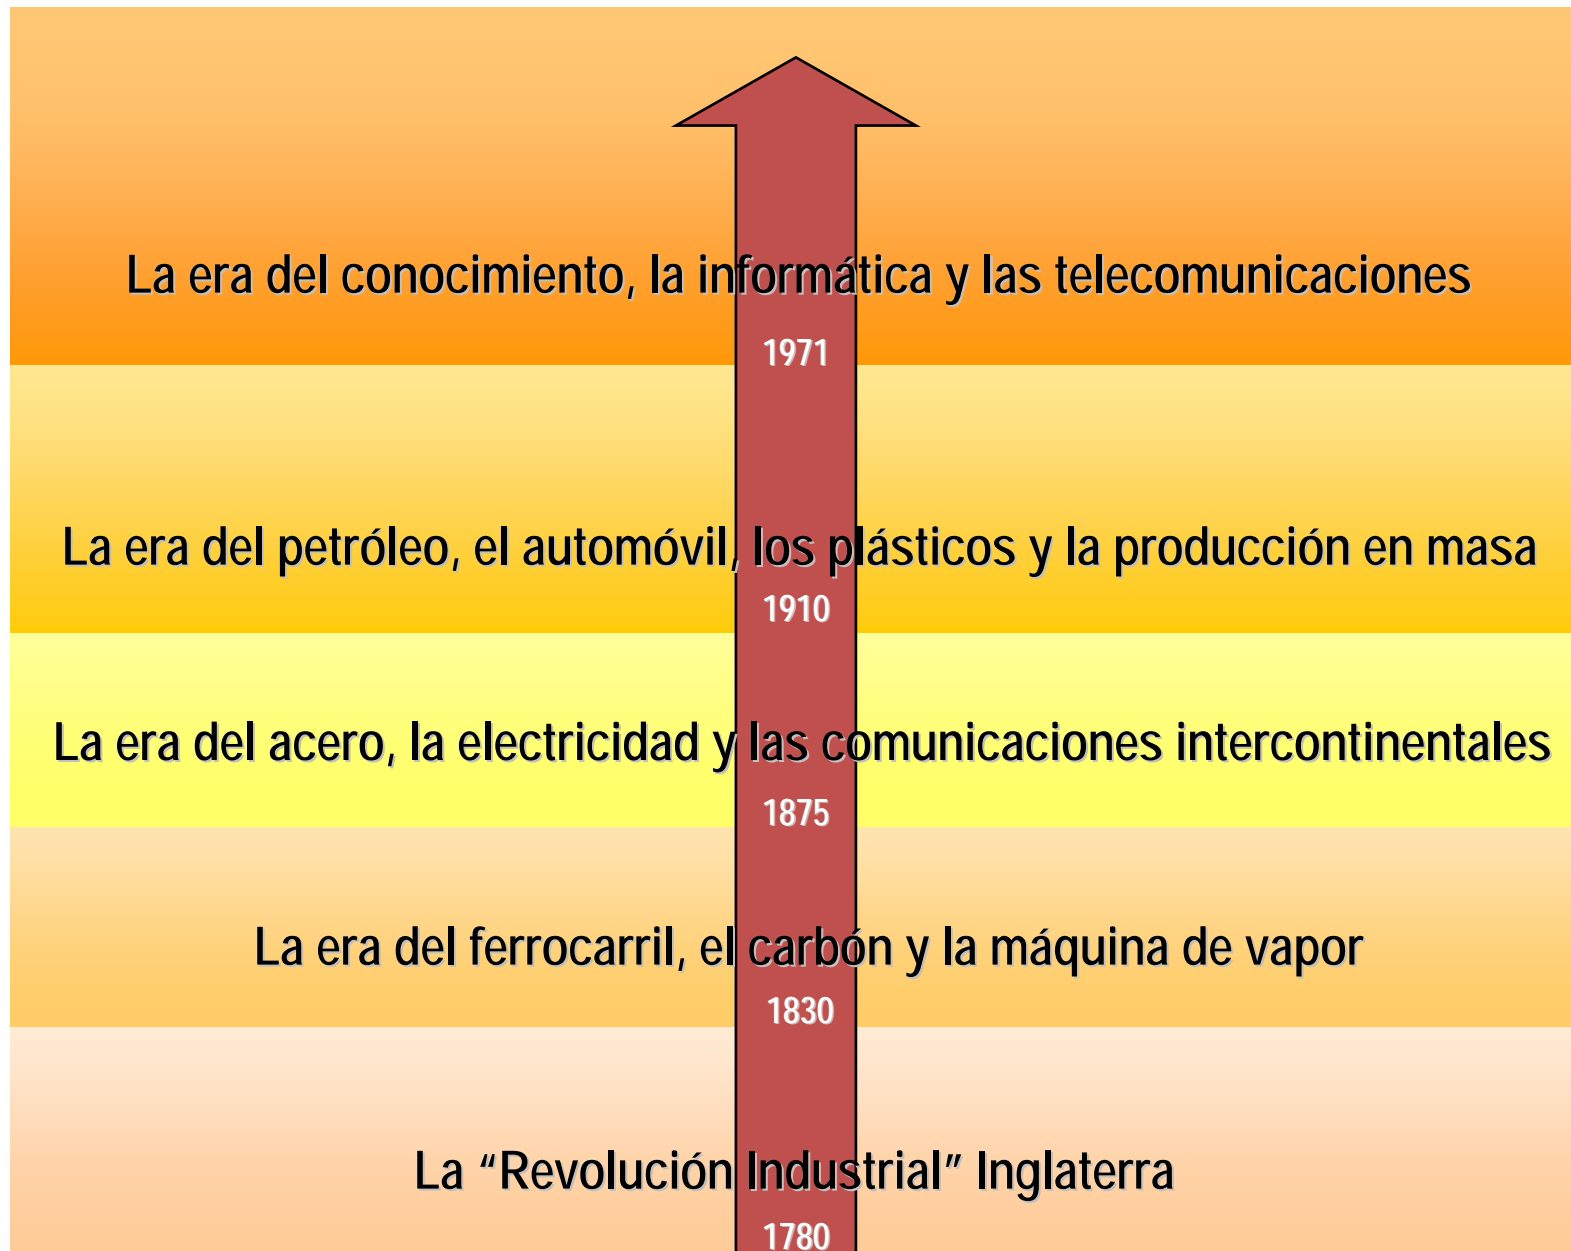 La era del conocimiento, la informática y las telecomunicaciones
1971
La era del petróleo, el automóvil, los plásticos y la producción en masa
1910
La era del acero, la electricidad y las comunicaciones intercontinentales
1875
La era del ferrocarril, el carbón y la máquina de vapor
1830
La “Revolución Industrial” Inglaterra
1780